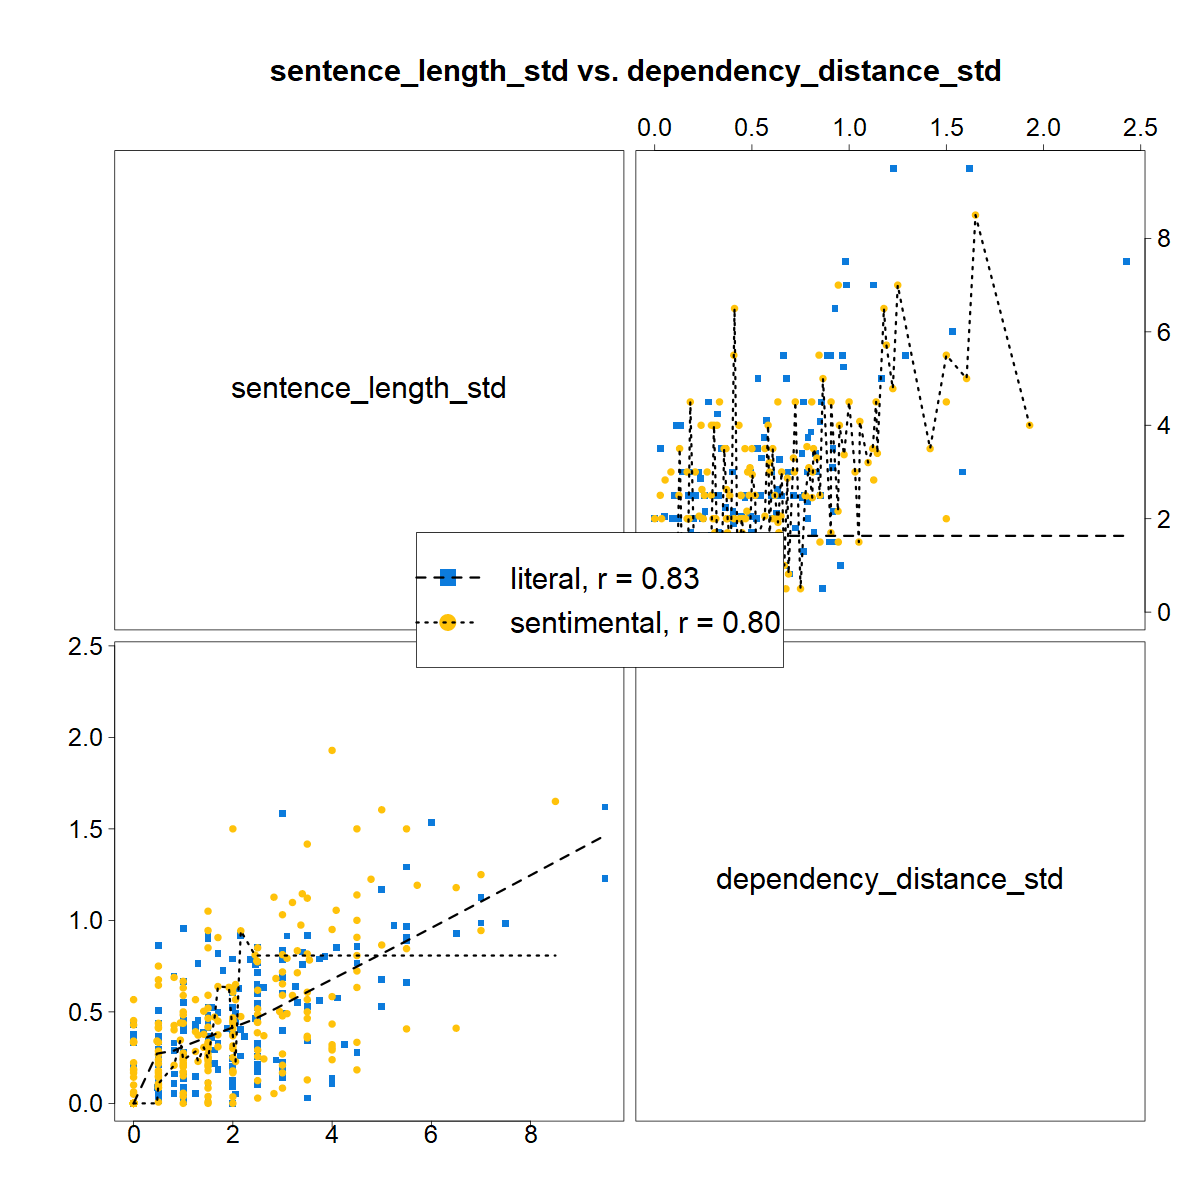 sentence_length_std vs. dependency_distance_std
0.0 0.5 1.0 1.5 2.0 2.5
8
6
sentence_length_std
4
2
literal, r = 0.83
0
sentimental, r = 0.80
2.5
2.0
1.5
dependency_distance_std
1.0
0.5
0.0
0 2 4 6 8